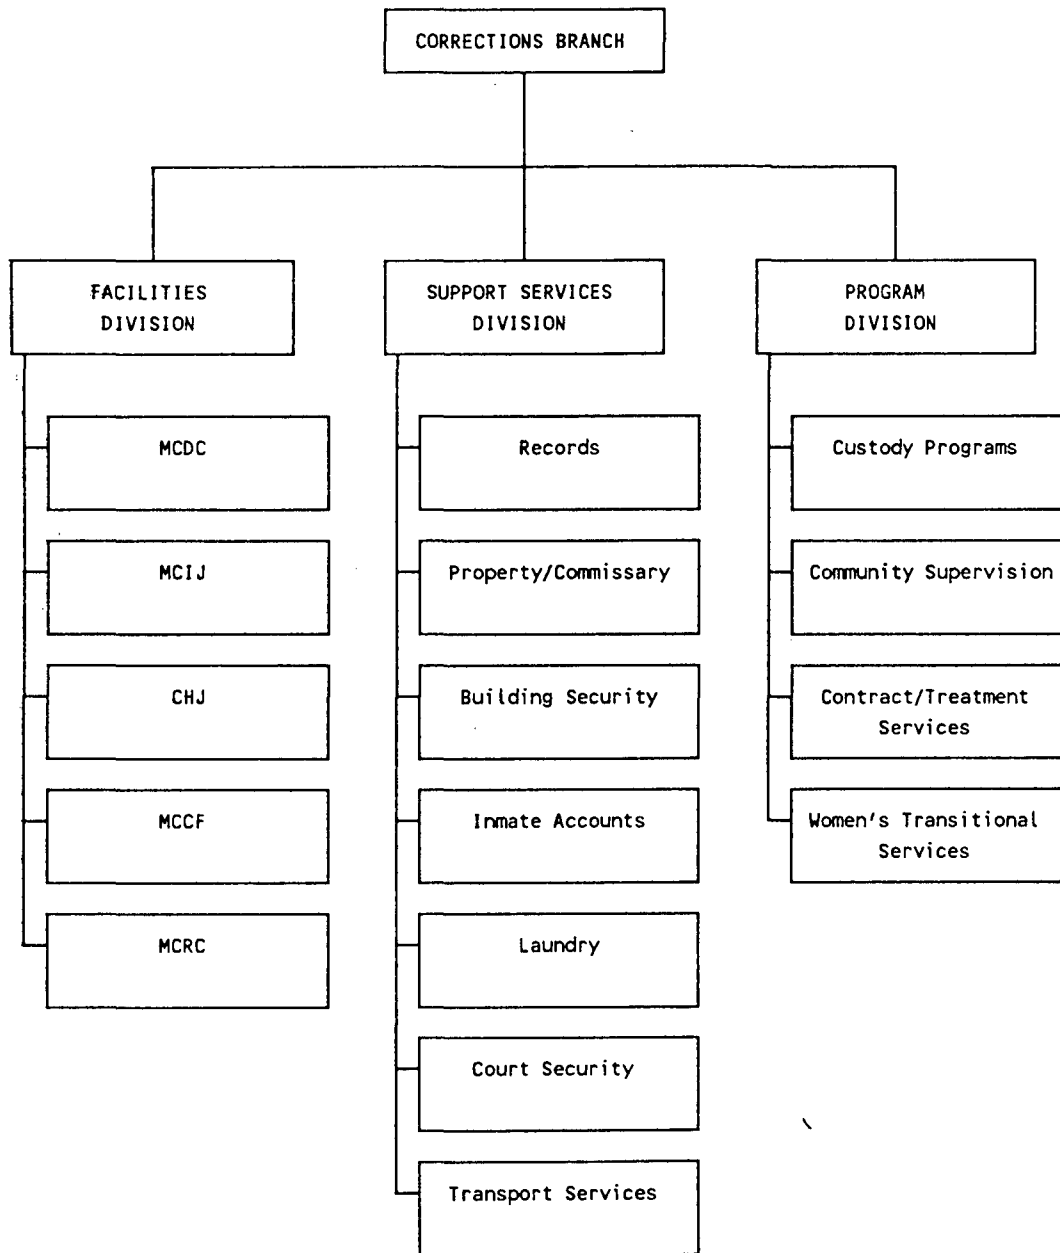 CORRECTIONS BRANCH
FACILITIES
DIVISION
MCDC
MCIJ
CHJ
MCCF
MCRC
SUPPORT SERVICES
DIVISION
Records
Property/Commissary
Building Security
Inmate Accounts
Laundry
Court Security
Transport Services
PROGRAM
DIVISION
Custody Programs
Community Supervision
Contract/Treatment
Services
Women's Transitional
Services